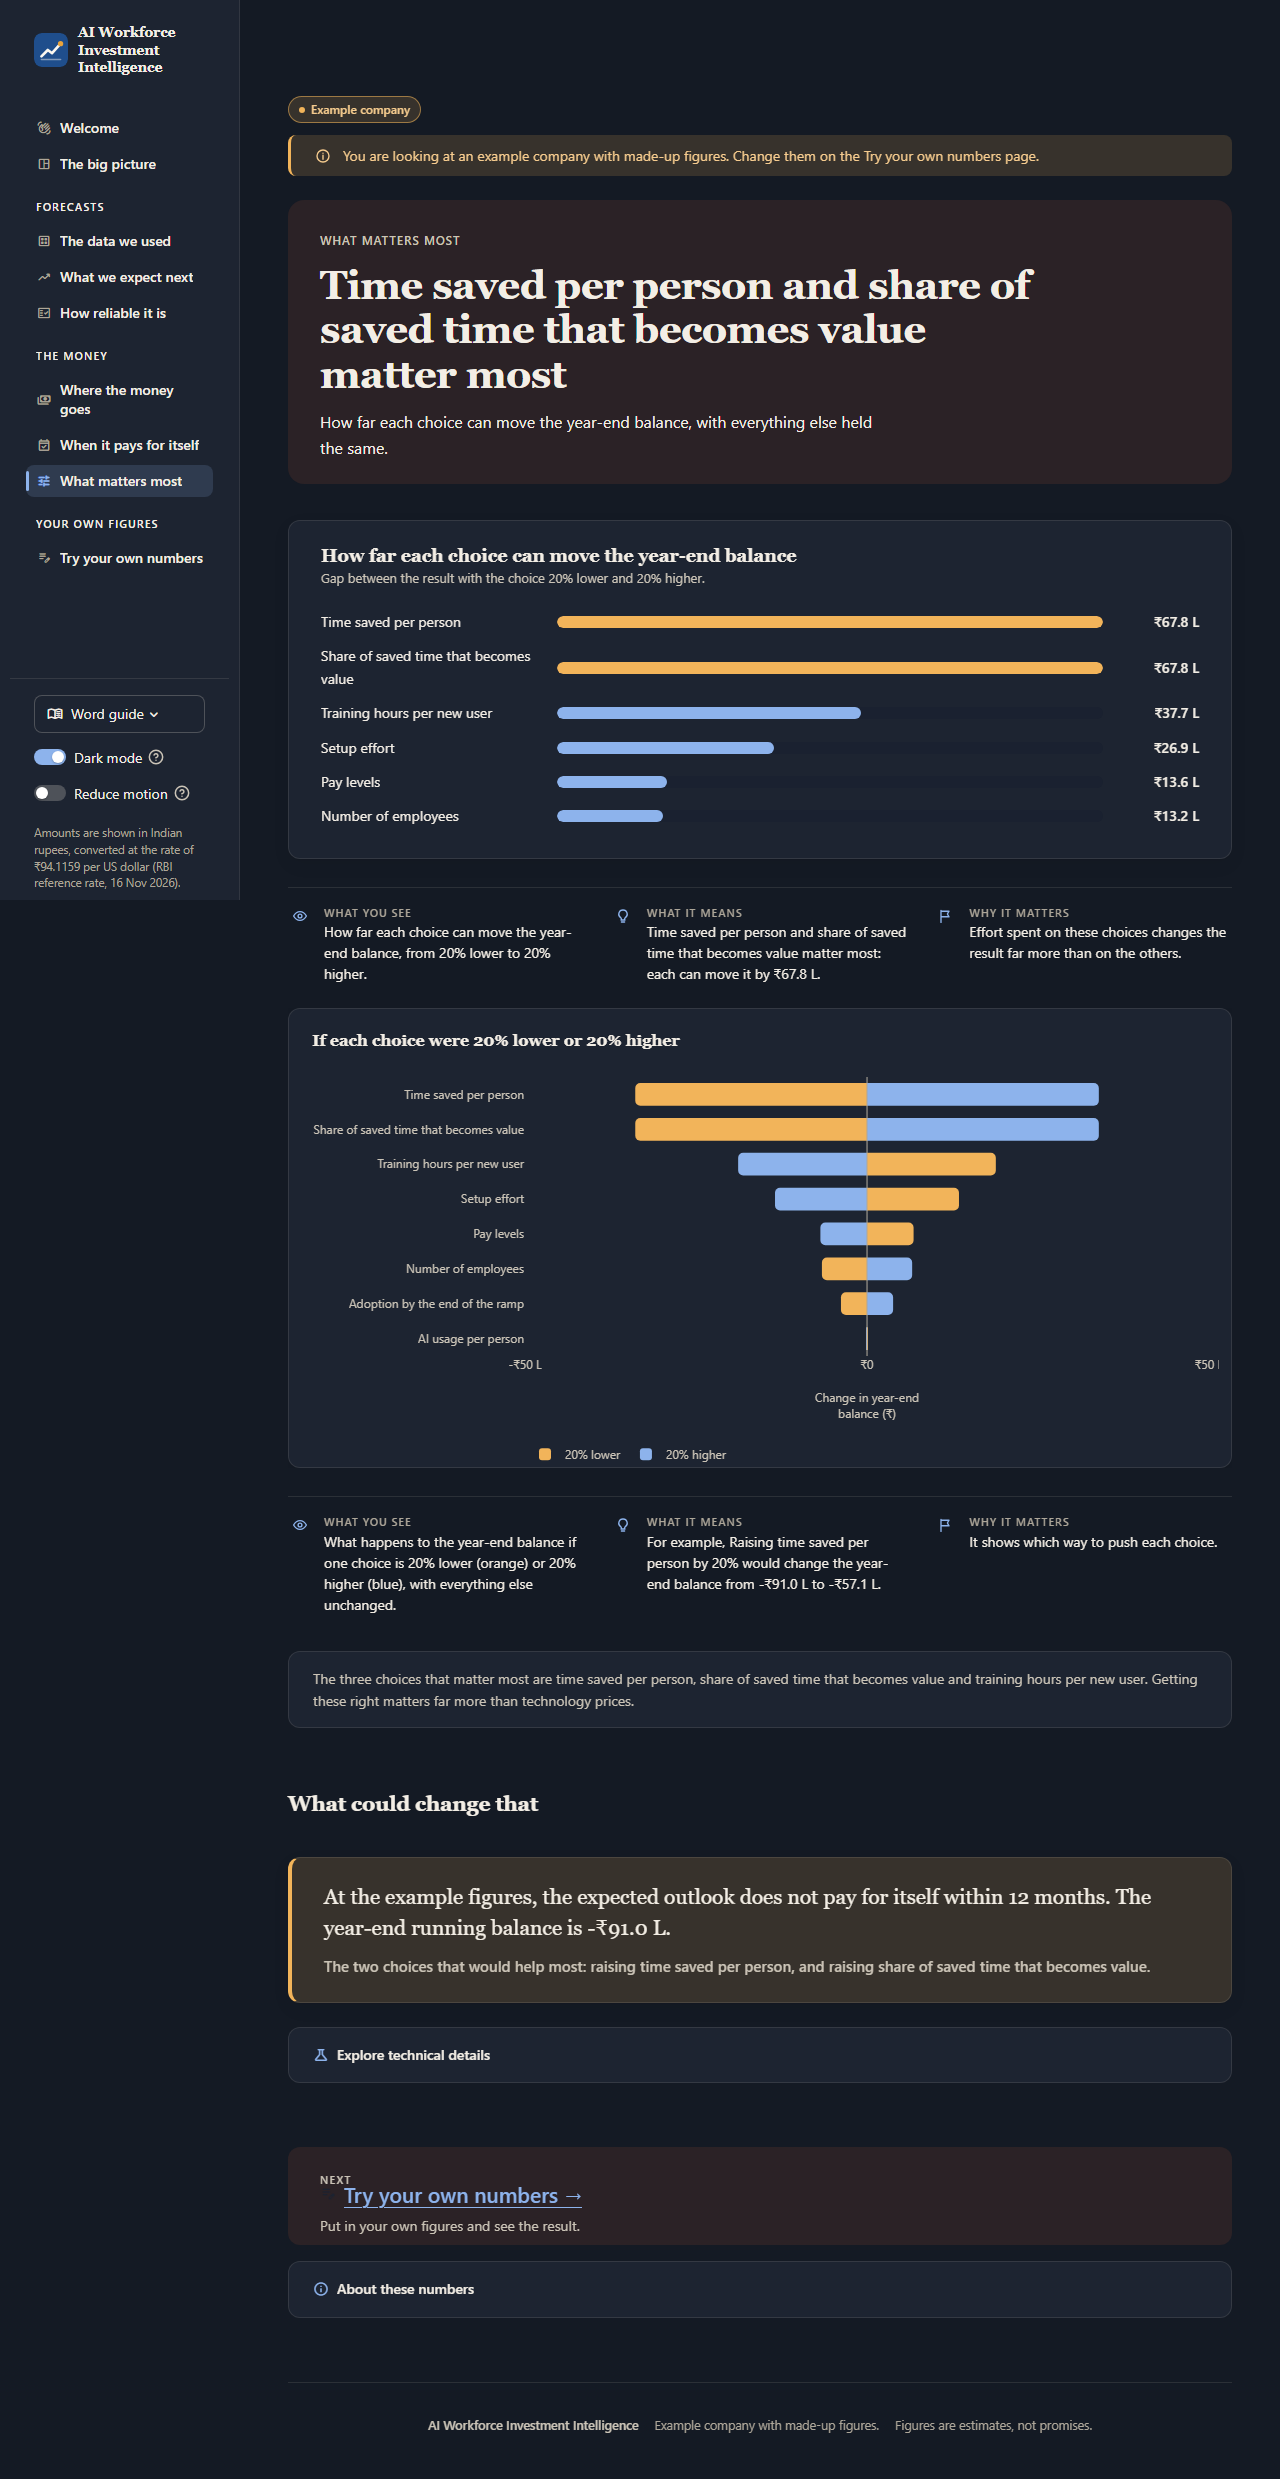 AI Workforce
Investment
Intelligence
Welcome
The big picture
FORECASTS
The data we used
What we expect next
How reliable it is
THE MONEY
Where the money
goes
When it pays for itself
What matters most
YOUR OWN FIGURES
Try your own numbers
Word guide
Dark mode
Reduce motion
Amounts are shown in Indian
rupees, converted at the rate of
₹94.1159 per US dollar (RBI
reference rate, 16 Nov 2026).
Example company
You are looking at an example company with made-up figures. Change them on the Try your own numbers page.
WHAT MATTERS MOST
Time saved per person and share of
saved time that becomes value
matter most
How far each choice can move the year-end balance, with everything else held
the same.
How far each choice can move the year-end balance
Gap between the result with the choice 20% lower and 20% higher.
Time saved per person ₹67.8 L
Share of saved time that becomes
value ₹67.8 L
Training hours per new user ₹37.7 L
Setup effort ₹26.9 L
Pay levels ₹13.6 L
Number of employees ₹13.2 L
WHAT YOU SEE
How far each choice can move the year-
end balance, from 20% lower to 20%
higher.
WHAT IT MEANS
Time saved per person and share of saved
time that becomes value matter most:
each can move it by ₹67.8 L.
WHY IT MATTERS
Effort spent on these choices changes the
result far more than on the others.
If each choice were 20% lower or 20% higher
Time saved per person
Share of saved time that becomes value
Training hours per new user
Setup effort
Pay levels
Number of employees
Adoption by the end of the ramp
AI usage per person
-₹50 L ₹0 ₹50
Change in year-end
balance (₹)
20% lower 20% higher
WHAT YOU SEE
What happens to the year-end balance if
one choice is 20% lower (orange) or 20%
higher (blue), with everything else
unchanged.
WHAT IT MEANS
For example, Raising time saved per
person by 20% would change the year-
end balance from -₹91.0 L to -₹57.1 L.
WHY IT MATTERS
It shows which way to push each choice.
The three choices that matter most are time saved per person, share of saved time that becomes value and training hours per new user. Getting
these right matters far more than technology prices.
What could change that
At the example figures, the expected outlook does not pay for itself within 12 months. The
year-end running balance is -₹91.0 L.
The two choices that would help most: raising time saved per person, and raising share of saved time that becomes value.
Explore technical details
NEXT
Try your own numbers →
Put in your own figures and see the result.
About these numbers
AI Workforce Investment Intelligence Example company with made-up figures. Figures are estimates, not promises.